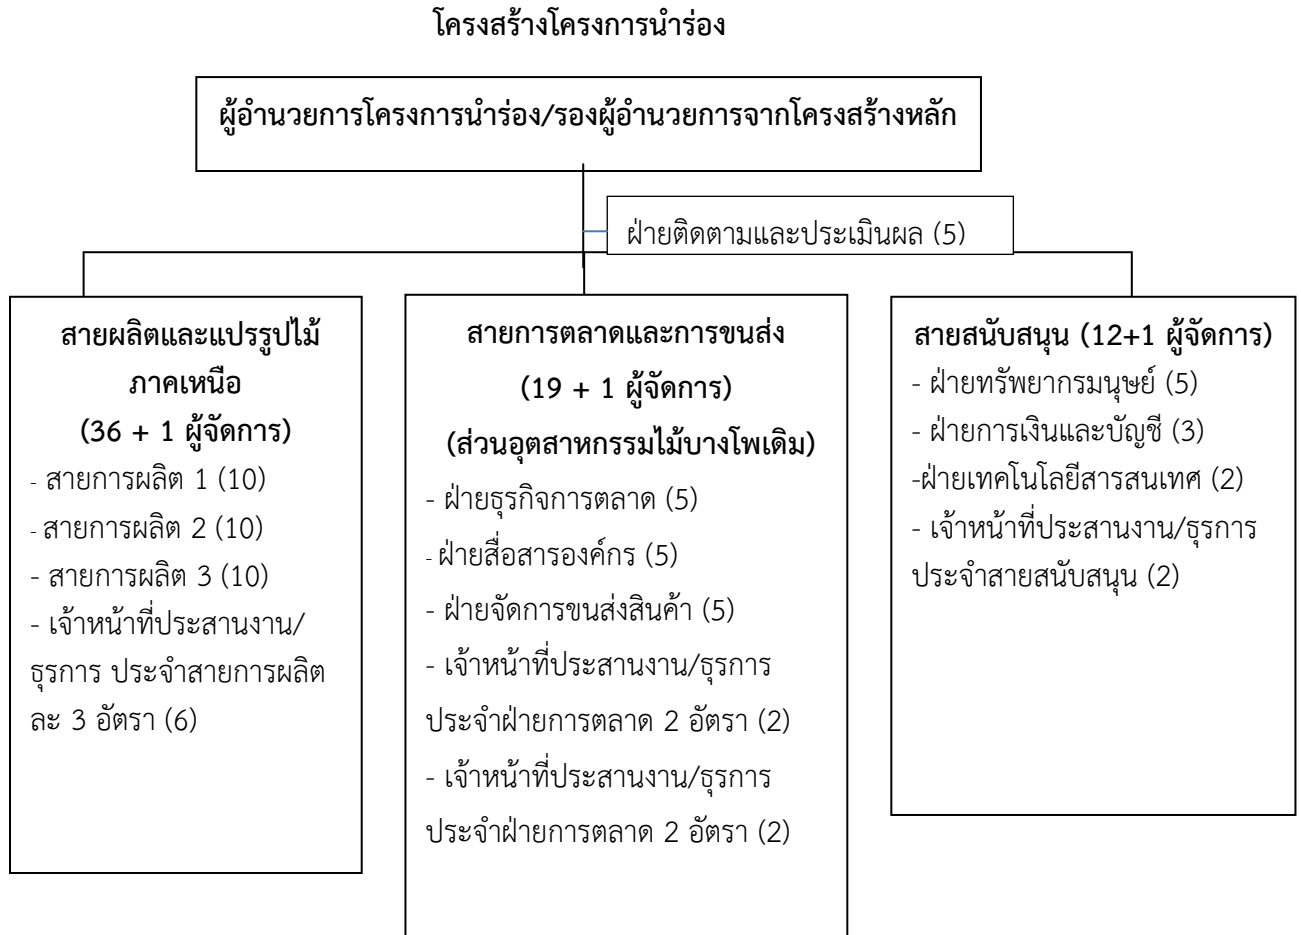 โครงสร้างโครงการนำร่อง
ผู้อำนวยการโครงการนำร่อง/รองผู้อำนวยการจากโครงสร้างหลัก
ฝ่ายติดตามและประเมินผล (5)
สายผลิตและแปรรูปไม้
ภาคเหนือ
(36 + 1 ผู้จัดการ)
- สายการผลิต 1 (10)
- สายการผลิต 2 (10)
- สายการผลิต 3 (10)
- เจ้าหน้าที่ประสานงาน/
ธุรการ ประจำสายการผลิต
ละ 3 อัตรา (6)
สายการตลาดและการขนส่ง
(19 + 1 ผู้จัดการ)
(ส่วนอุตสาหกรรมไม้บางโพเดิม)
- ฝ่ายธุรกิจการตลาด (5)
- ฝ่ายสื่อสารองค์กร (5)
- ฝ่ายจัดการขนส่งสินค้า (5)
- เจ้าหน้าที่ประสานงาน/ธุรการ
ประจำฝ่ายการตลาด 2 อัตรา (2)
- เจ้าหน้าที่ประสานงาน/ธุรการ
ประจำฝ่ายการตลาด 2 อัตรา (2)
สายสนับสนุน (12+1 ผู้จัดการ)
- ฝ่ายทรัพยากรมนุษย์ (5)
- ฝ่ายการเงินและบัญชี (3)
-ฝ่ายเทคโนโลยีสารสนเทศ (2)
- เจ้าหน้าที่ประสานงาน/ธุรการ
ประจำสายสนับสนุน (2)